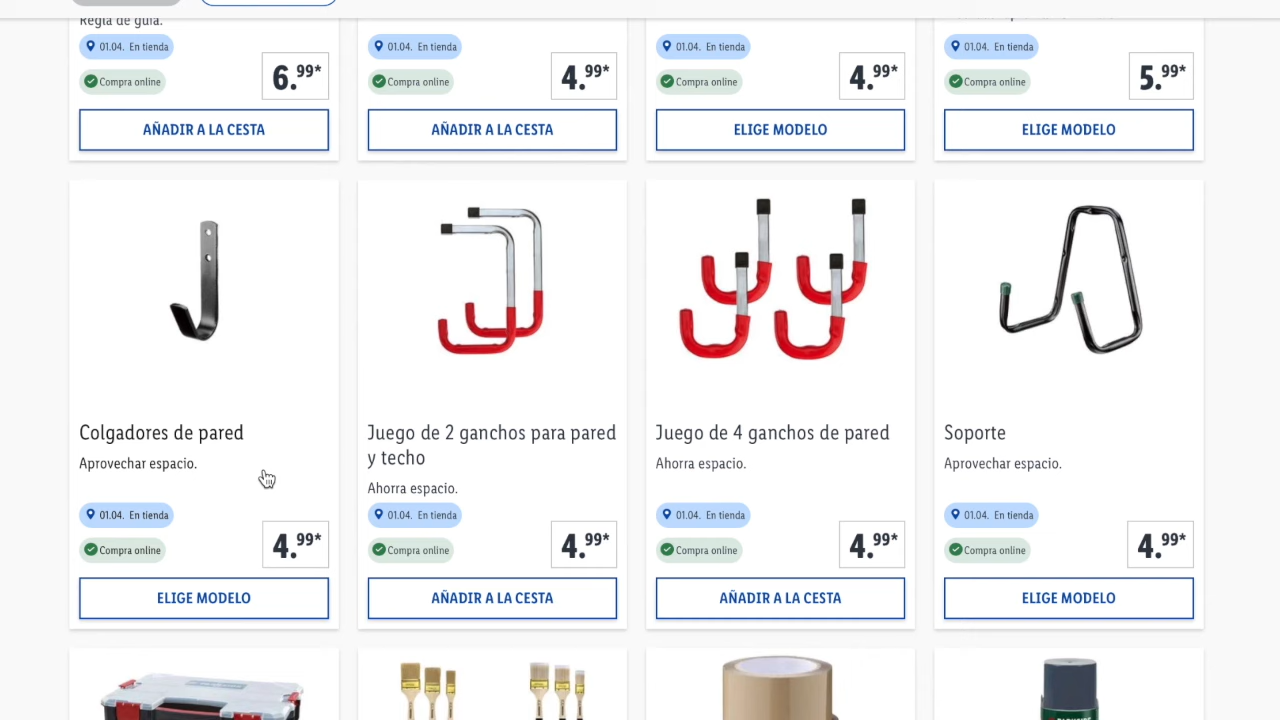 Regla de guía.
01.04. En tienda
Compra online
6.99*
AÑADIR A LA CESTA
01.04. En tienda
Compra online
4.99*
AÑADIR A LA CESTA
01.04. En tienda
Compra online
4.99*
ELIGE MODELO
01.04. En tienda
Compra online
5.99*
ELIGE MODELO
Colgadores de pared
Aprovechar espacio.
01.04. En tienda
Compra online
4.99*
ELIGE MODELO
Juego de 2 ganchos para pared
y techo
Ahorra espacio.
01.04. En tienda
Compra online
4.99*
AÑADIR A LA CESTA
Juego de 4 ganchos de pared
Ahorra espacio.
01.04. En tienda
Compra online
4.99*
AÑADIR A LA CESTA
Soporte
Aprovechar espacio.
01.04. En tienda
Compra online
4.99*
ELIGE MODELO